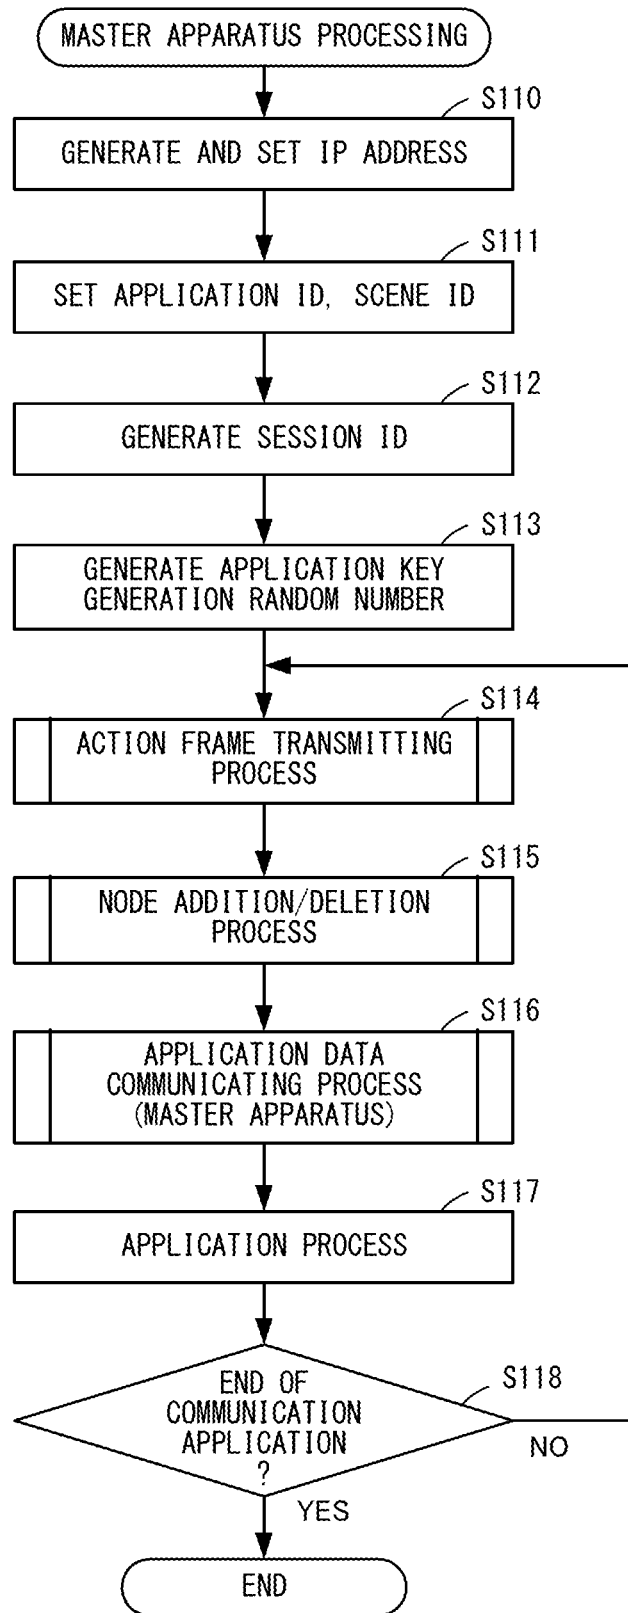 MASTER APPARATUS PROCESSING
S110
GENERATE AND SET IP ADDRESS
S111
SET APPLICATION ID, SCENE ID
S112
GENERATE SESSION ID
S113
GENERATE APPLICATION KEY
GENERATION RANDOM NUMBER
S114
ACTION FRAME TRANSMITTING
PROCESS
S115
NODE ADDITION/DELETION
PROCESS
S116
APPLICATION DATA
COMMUNICATING PROCESS
(MASTER APPARATUS)
S117
APPLICATION PROCESS
S118
END OF
COMMUNICATION
APPLICATION
?
NO
YES
END